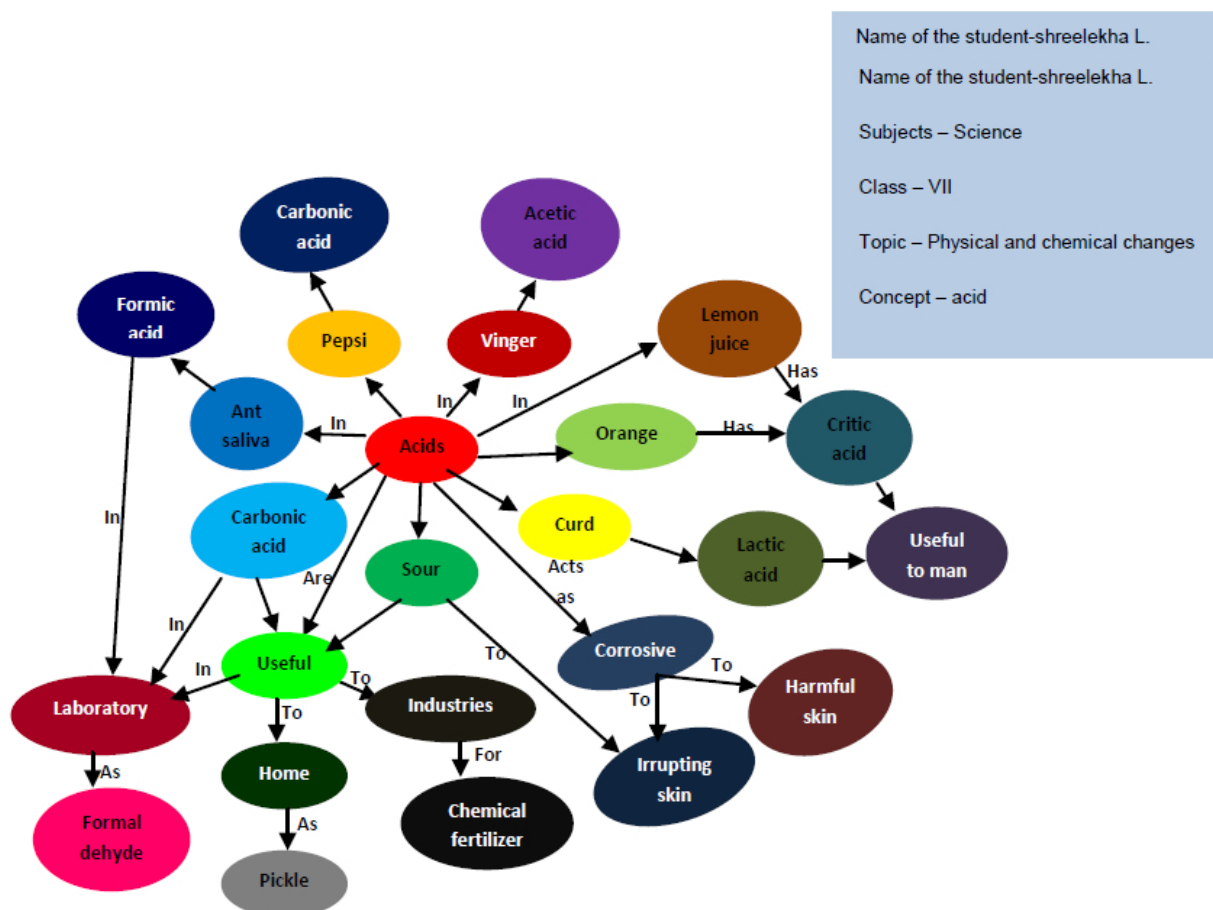 Name of the student-shreelekha L.
Name of the student-shreelekha L.
Subjects – Science
Class – VII
Topic – Physical and chemical changes
Concept – acid
Carbonic
acid
Acetic
acid
Formic
acid
Pepsi
Vinger
Lemon
juice
Has
Ant
saliva
In
In
In
Acids
Orange
Has
Critic
acid
In
Carbonic
acid
Sour
Curd
Acts
as
Lactic
acid
Useful
to man
Are
In
In
Useful
To
To
Corrosive
To
To
Harmful
skin
Laboratory
To
Industries
As
Home
For
Irrupting
skin
Formal
dehyde
As
Chemical
fertilizer
Pickle